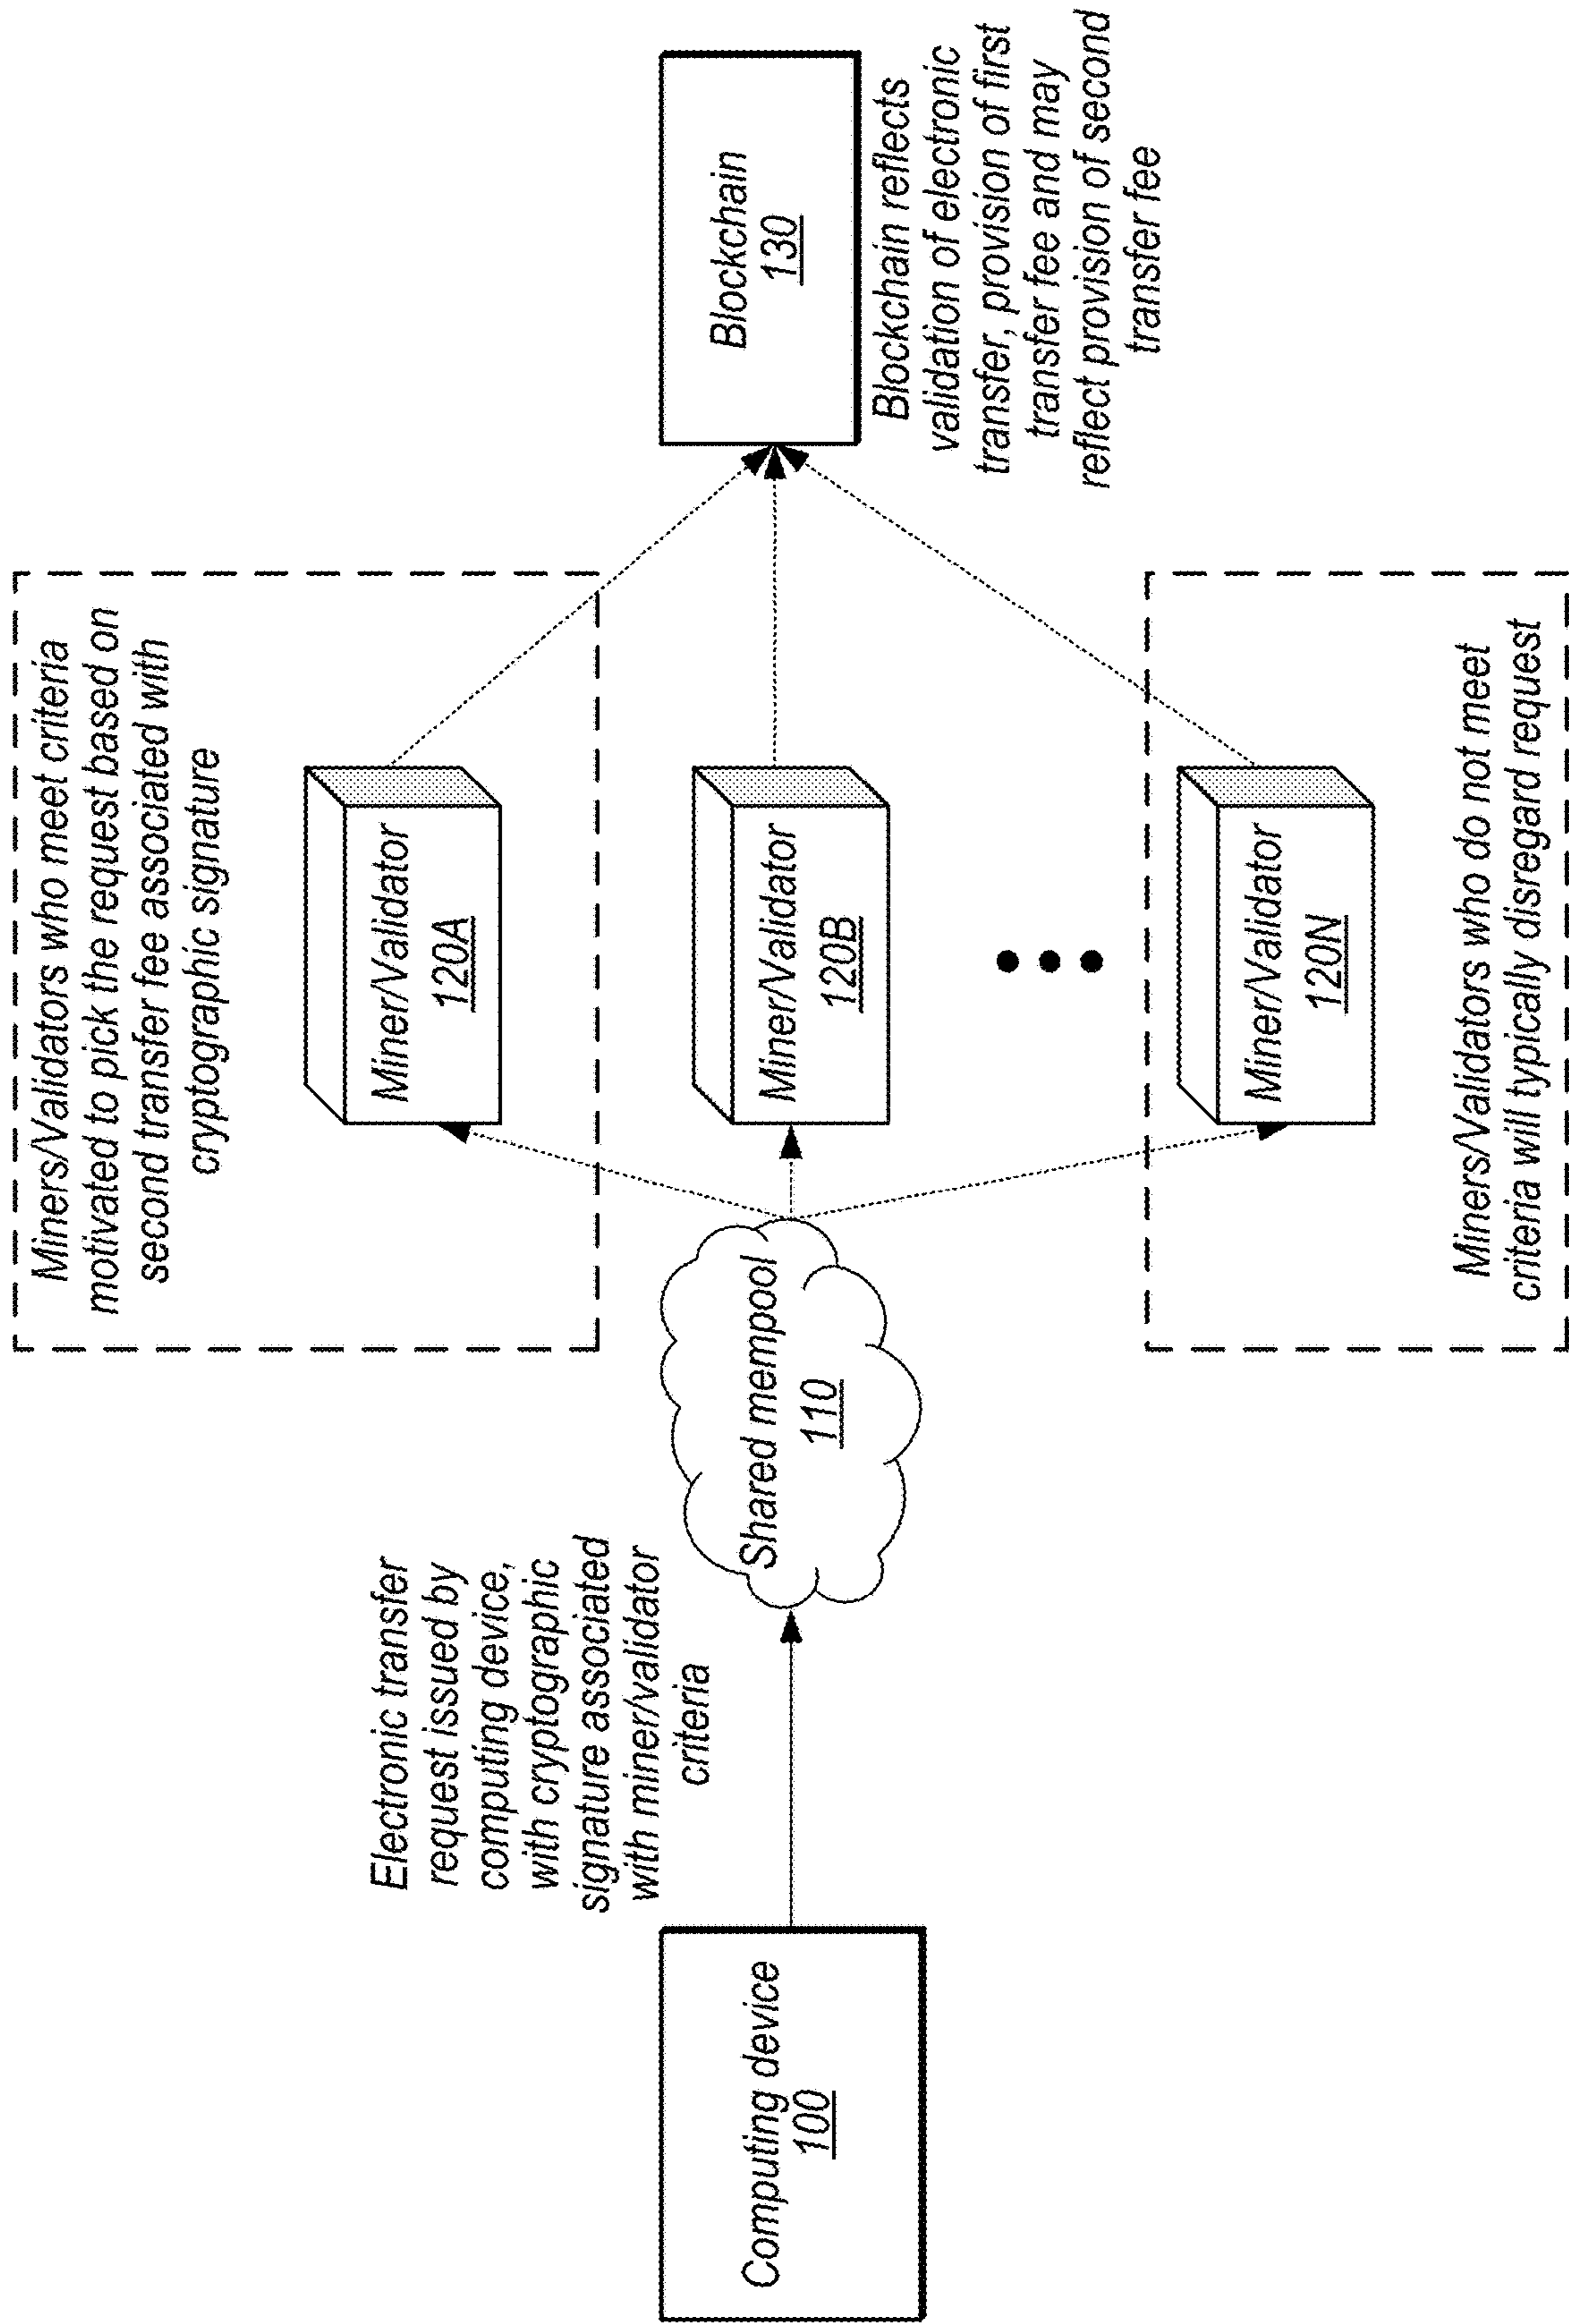 Computing device
100
Electronic transfer
request issued by
computing device,
with cryptographic
signature associated
with miner/validator
criteria
Shared mempool
110
Miners/Validators who meet criteria
motivated to pick the request based on
second transfer fee associated with
cryptographic signature
Miner/Validator
120A
Miner/Validator
120B
Miner/Validator
120N
Miners/Validators who do not meet
criteria will typically disregard request
Blockchain
130
Blockchain reflects
validation of electronic
transfer, provision of first
transfer fee and may
reflect provision of second
transfer fee